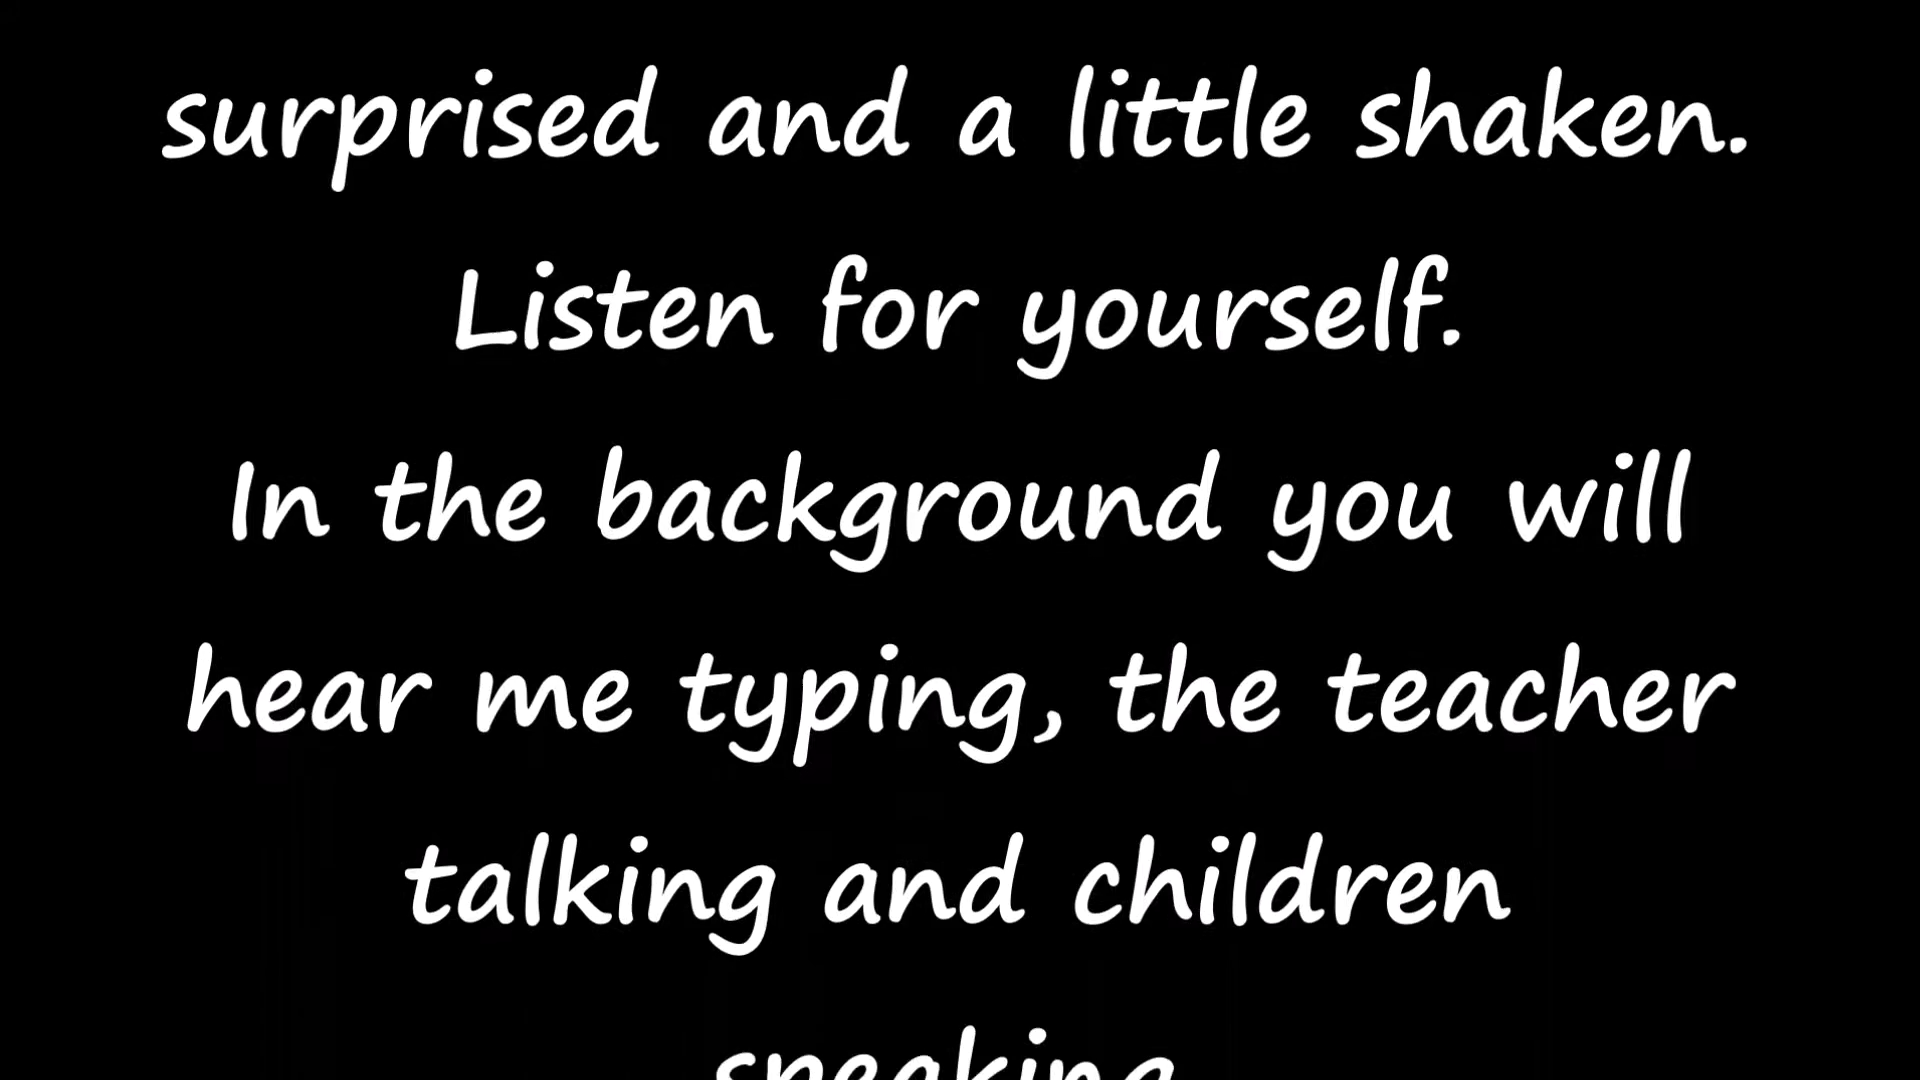 surprised and a little shaken.
Listen for yourself.
In the background you will
hear me typing, the teacher
talking and children
speaking